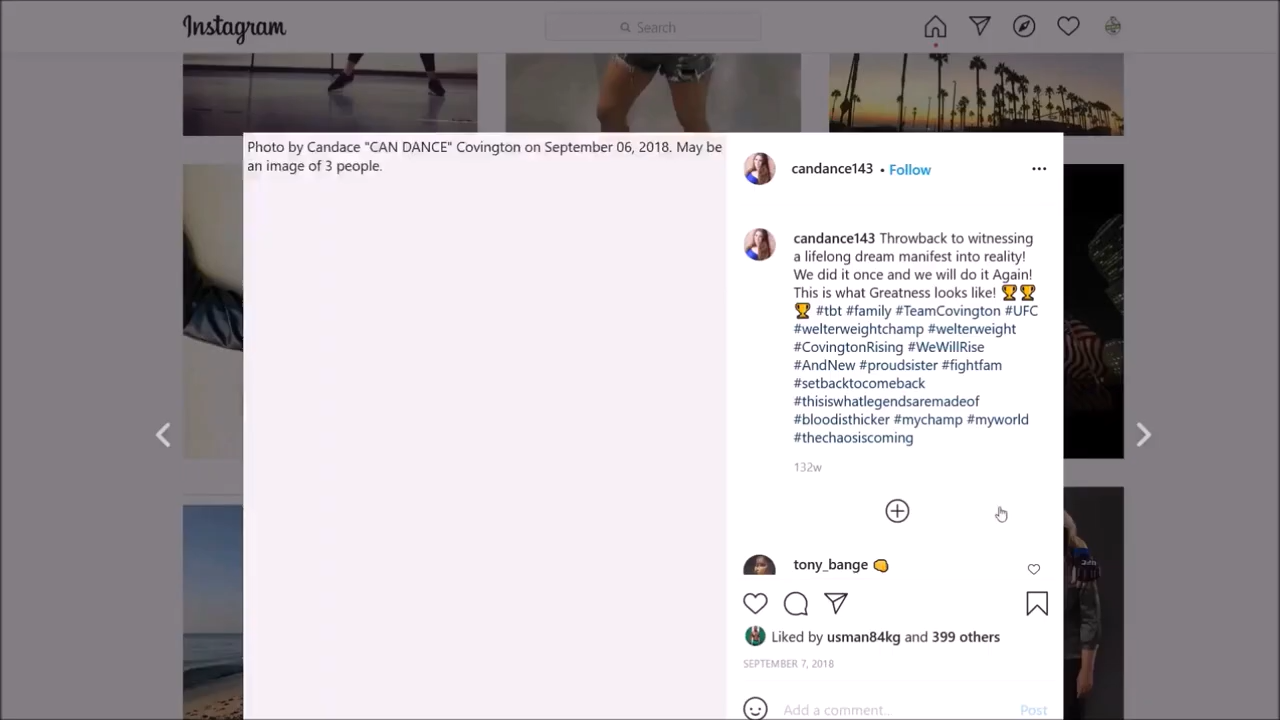 Instagram
Search
Photo by Candace "CAN DANCE" Covington on September 06, 2018. May be
an image of 3 people.
candance143 • Follow
candance143 Throwback to witnessing
a lifelong dream manifest into reality!
We did it once and we will do it Again!
This is what Greatness looks like! 🏆🏆
🏆 #tbt #family #TeamCovington #UFC
#welterweightchamp #welterweight
#CovingtonRising #WeWillRise
#AndNew #proudsister #fightfam
#setbacktocomeback
#thisiswhatlegendsaremadeof
#bloodisthicker #mychamp #myworld
#thechaosiscoming
132w
tony_bange 👊
Liked by usman84kg and 399 others
SEPTEMBER 7, 2018
Add a comment...
Post